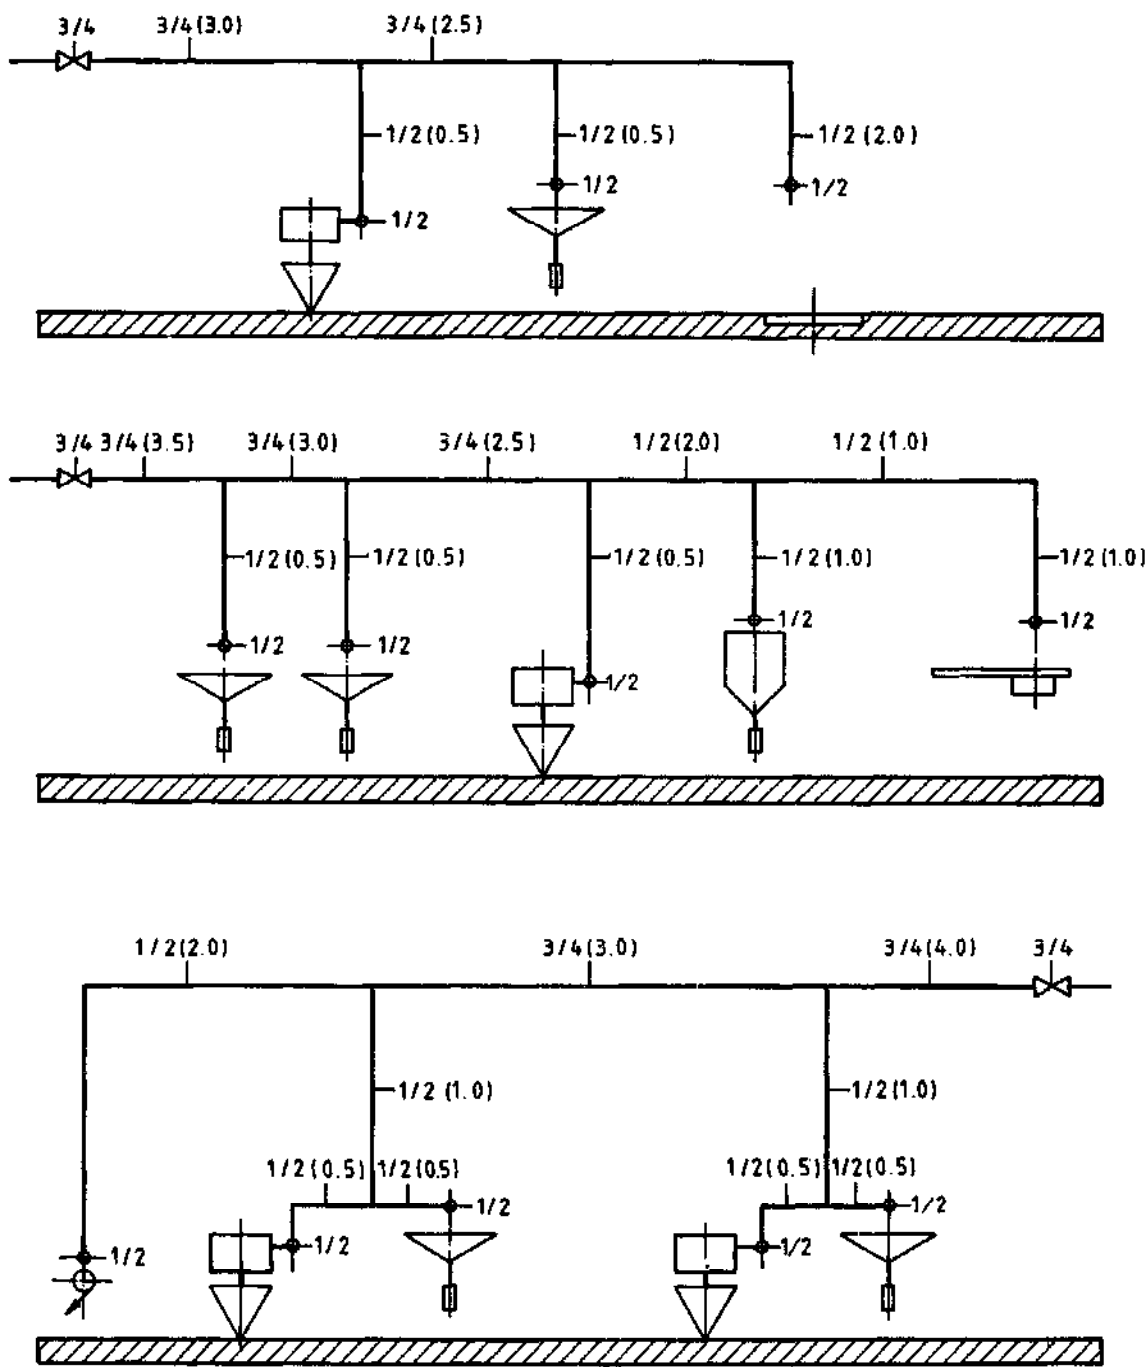 3/4 3/4(3.0) 3/4(2.5)
1/2(0.5) 1/2(0.5) 1/2(2.0)
1/2 1/2
1/2
3/4 3/4(3.5) 3/4(3.0) 3/4(2.5) 1/2(2.0) 1/2(1.0)
1/2(0.5) 1/2(0.5) 1/2(0.5) 1/2(1.0) 1/2(1.0)
1/2 1/2
1/2 1/2
1/2
1/2(2.0) 3/4(3.0) 3/4(4.0) 3/4
1/2(1.0) 1/2(1.0)
1/2(0.5) 1/2(0.5) 1/2(0.5) 1/2(0.5)
1/2 1/2
1/2 1/2 1/2